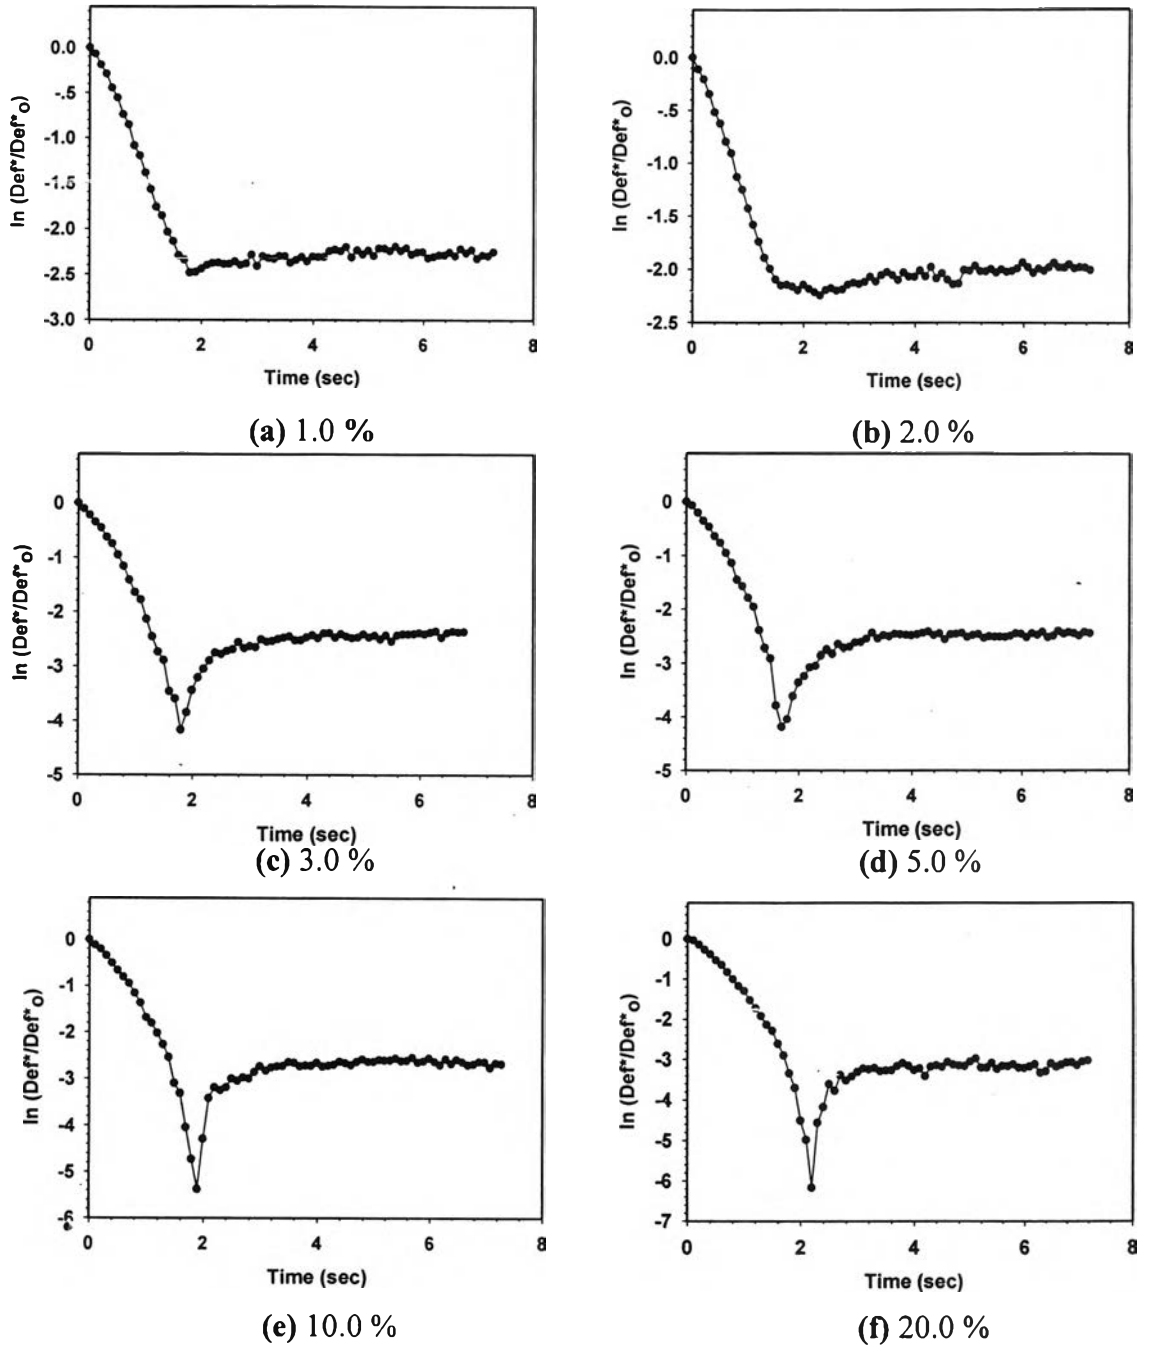 ln (Def*/Def*o)
0.0
-.5
-1.0
-1.5
-2.0
-2.5
-3.0
0 2 4 6 8
Time (sec)
(a) 1.0 %
ln (Def*/Def*o)
0.0
-.5
-1.0
-1.5
-2.0
-2.5
0 2 4 6 8
Time (sec)
(b) 2.0 %
ln (Def*/Def*o)
0
-1
-2
-3
-4
-5
0 2 4 6 8
Time (sec)
(c) 3.0 %
ln (Def*/Def*o)
0
-1
-2
-3
-4
-5
0 2 4 6 8
Time (sec)
(d) 5.0 %
ln (Def*/Def*o)
0
-1
-2
-3
-4
-5
-6
0 2 4 6 8
Time (sec)
(e) 10.0 %
ln (Def*/Def*o)
0
-1
-2
-3
-4
-5
-6
-7
0 2 4 6 8
Time (sec)
(f) 20.0 %